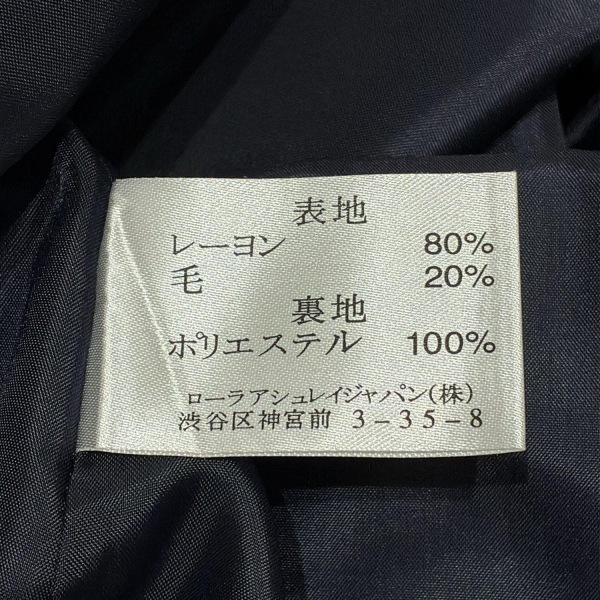 表地
レーヨン 80%
毛 20%
裏地
ポリエステル 100%
ローラアシュレイジャパン(株)
渋谷区神宮前 3-35-8